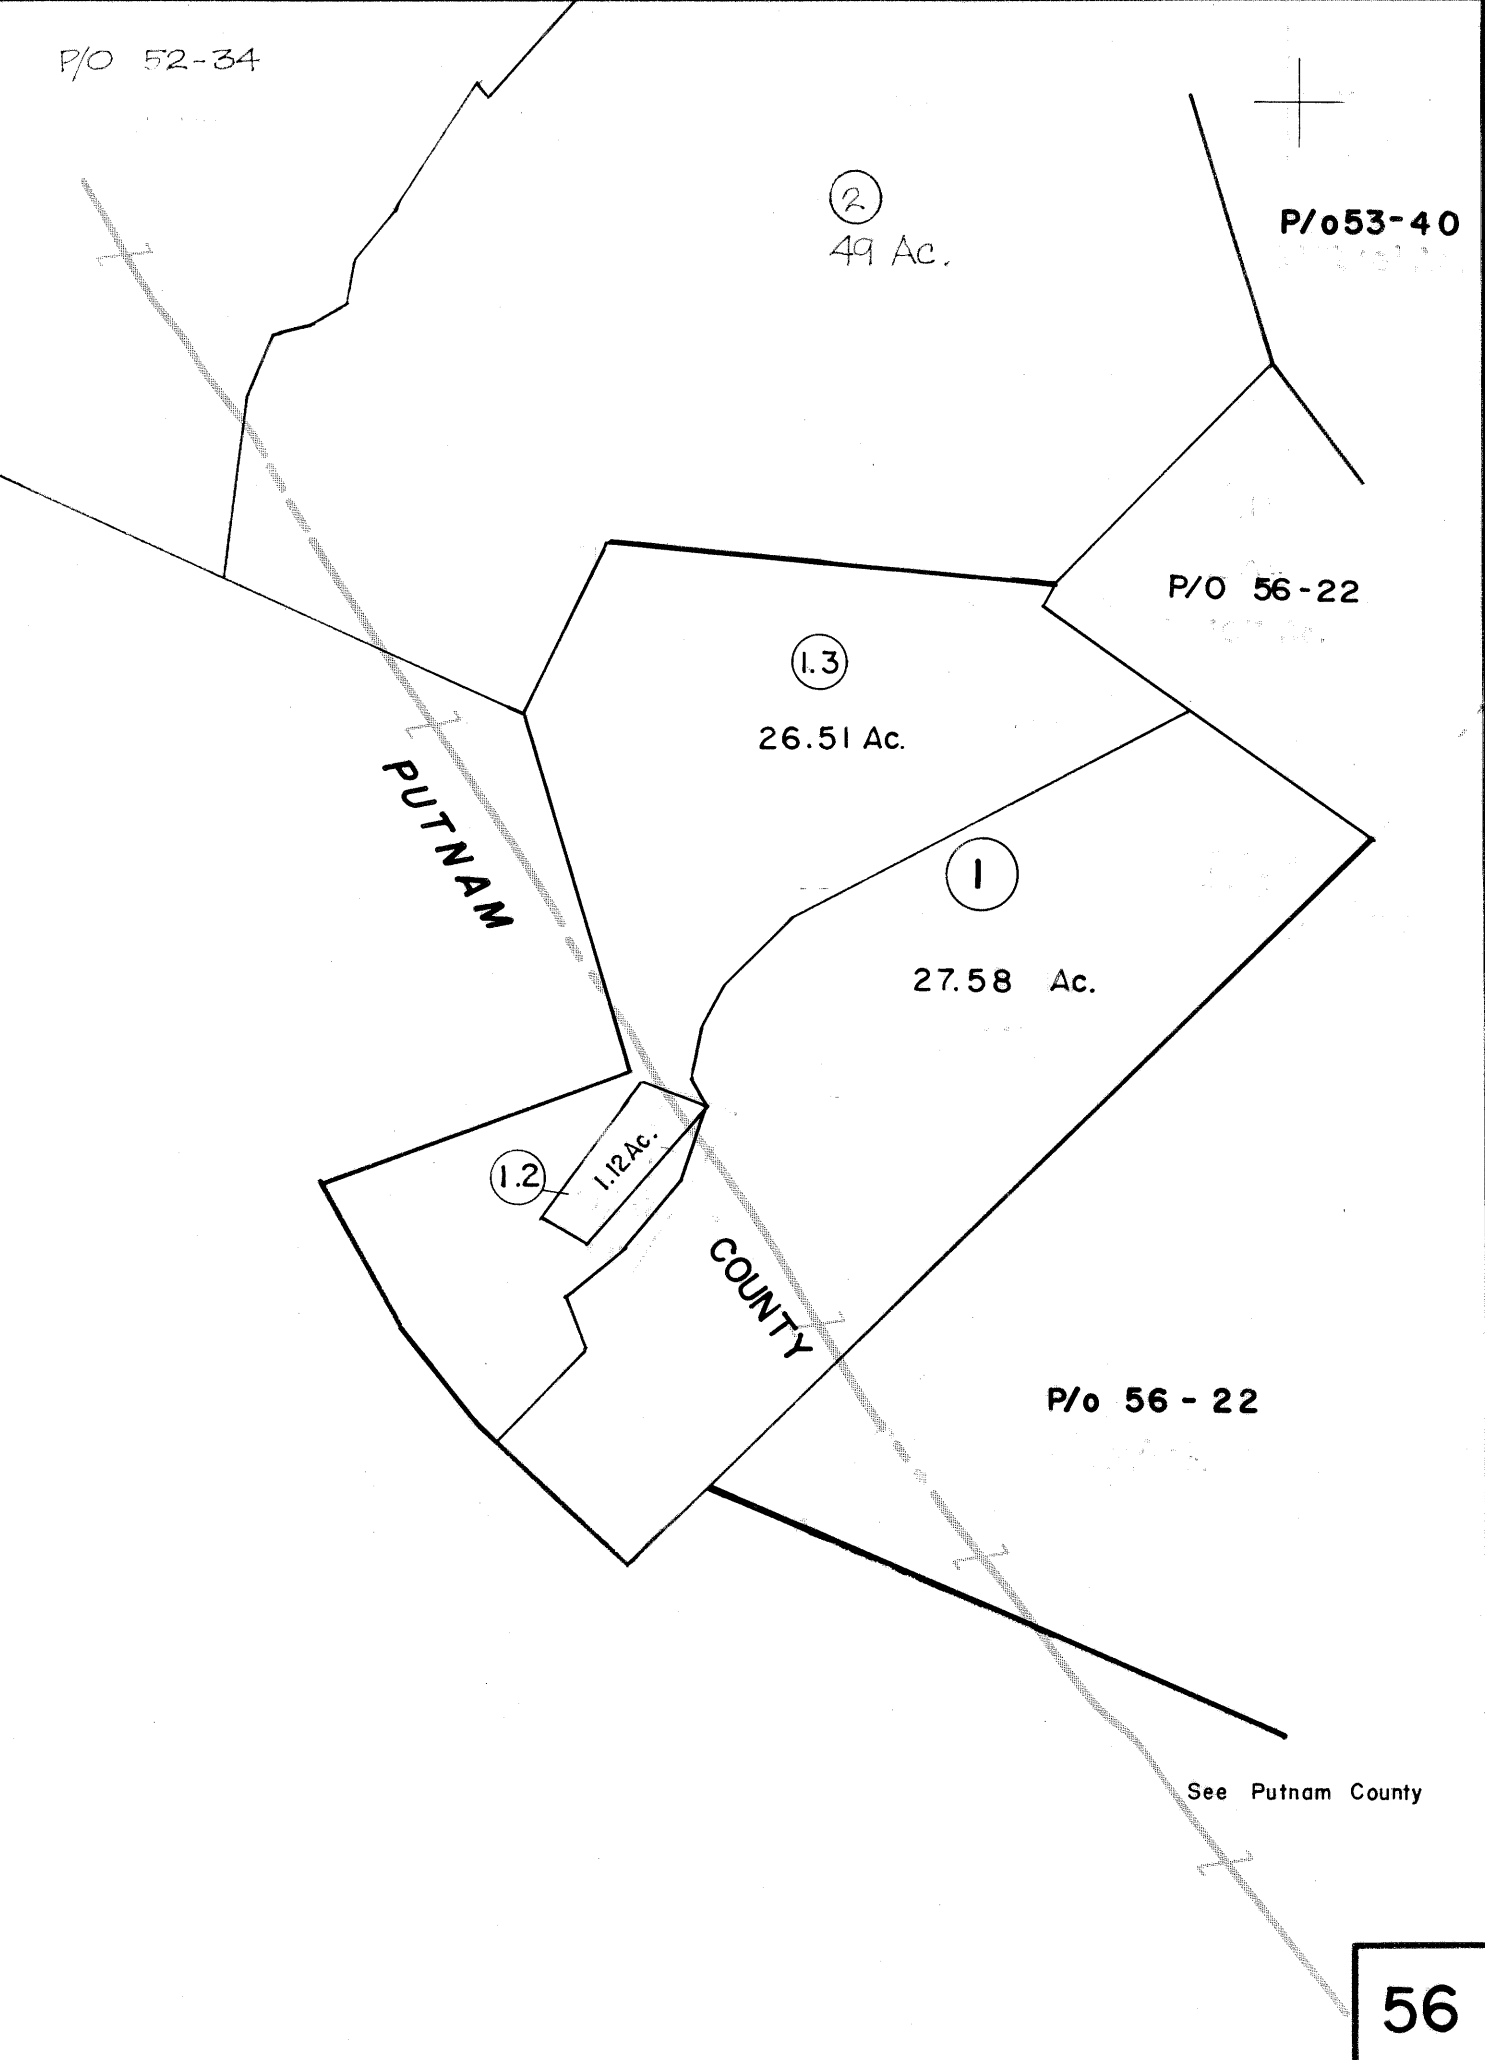 P/O 52-34
2
49 Ac.
P/o 53-40
P/O 56-22
1.3
26.51 Ac.
PUTNAM
1
27.58 Ac.
1.12 Ac.
1.2
COUNTY
P/o 56-22
See Putnam County
56